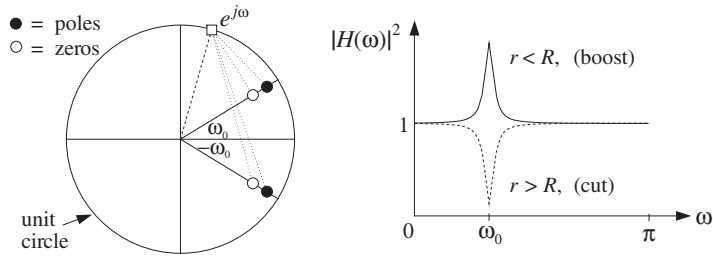 = poles
= zeros
e^{jω}
ω₀
−ω₀
unit
circle
|H(ω)|²
r < R, (boost)
1
r > R, (cut)
0
ω₀
π
ω